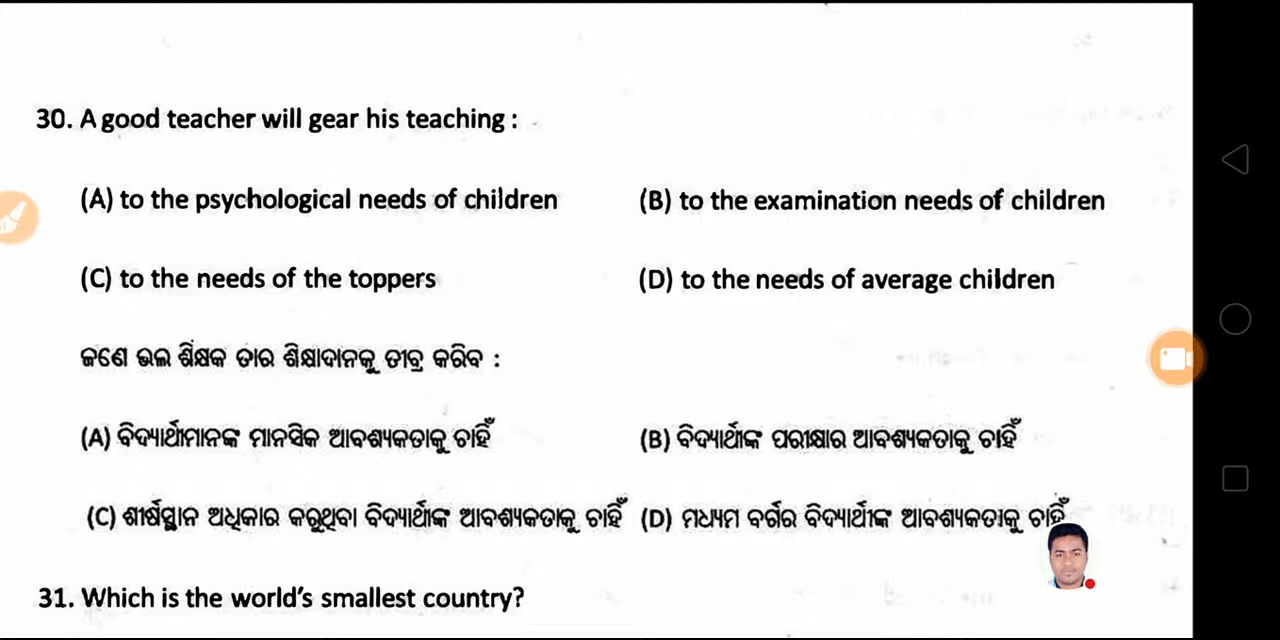 30. A good teacher will gear his teaching :
(A) to the psychological needs of children (B) to the examination needs of children
(C) to the needs of the toppers (D) to the needs of average children
ଜଣେ ଭଲ ଶିକ୍ଷକ ତାର ଶିକ୍ଷାଦାନକୁ ତୀବ୍ର କରିବ :
(A) ବିଦ୍ୟାର୍ଥୀମାନଙ୍କ ମାନସିକ ଆବଶ୍ୟକତାକୁ ଚାହିଁ (B) ବିଦ୍ୟାର୍ଥୀଙ୍କ ପରୀକ୍ଷାର ଆବଶ୍ୟକତାକୁ ଚାହିଁ
(C) ଶୀର୍ଷସ୍ଥାନ ଅଧିକାର କରୁଥିବା ବିଦ୍ୟାର୍ଥୀଙ୍କ ଆବଶ୍ୟକତାକୁ ଚାହିଁ (D) ମଧ୍ୟମ ବର୍ଗର ବିଦ୍ୟାର୍ଥୀଙ୍କ ଆବଶ୍ୟକତାକୁ ଚାହିଁ
31. Which is the world's smallest country?